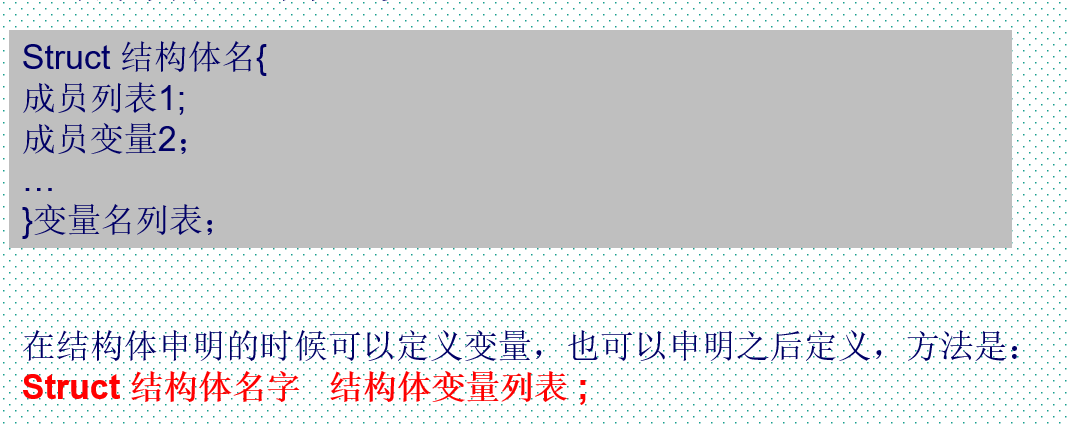 Struct 结构体名{
成员列表1;
成员变量2；
…
}变量名列表；
在结构体申明的时候可以定义变量，也可以申明之后定义，方法是：
Struct 结构体名字 结构体变量列表 ;